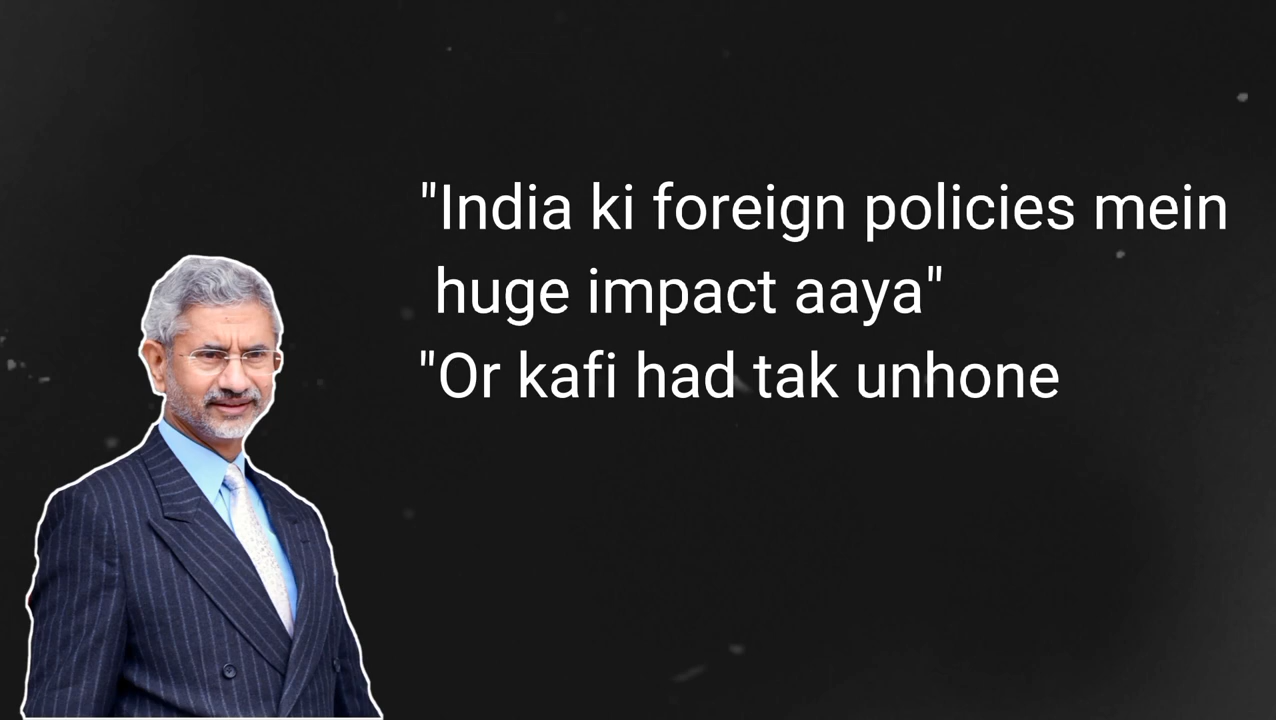 "India ki foreign policies mein
huge impact aaya"
"Or kafi had tak unhone